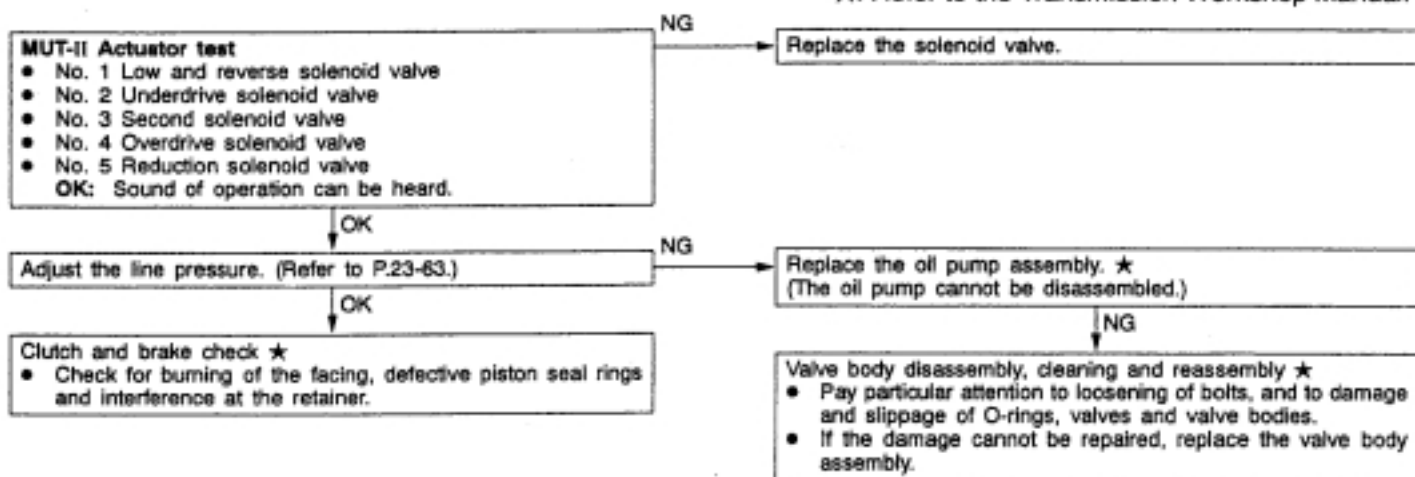 Refer to the Transmission Workshop Manual.
NG
MUT-II Actuator test
● No. 1 Low and reverse solenoid valve
● No. 2 Underdrive solenoid valve
● No. 3 Second solenoid valve
● No. 4 Overdrive solenoid valve
● No. 5 Reduction solenoid valve
OK: Sound of operation can be heard.
Replace the solenoid valve.
OK
Adjust the line pressure. (Refer to P.23-63.)
NG
Replace the oil pump assembly. ★
(The oil pump cannot be disassembled.)
OK
Clutch and brake check ★
● Check for burning of the facing, defective piston seal rings
and interference at the retainer.
NG
Valve body disassembly, cleaning and reassembly ★
● Pay particular attention to loosening of bolts, and to damage
and slippage of O-rings, valves and valve bodies.
● If the damage cannot be repaired, replace the valve body
assembly.